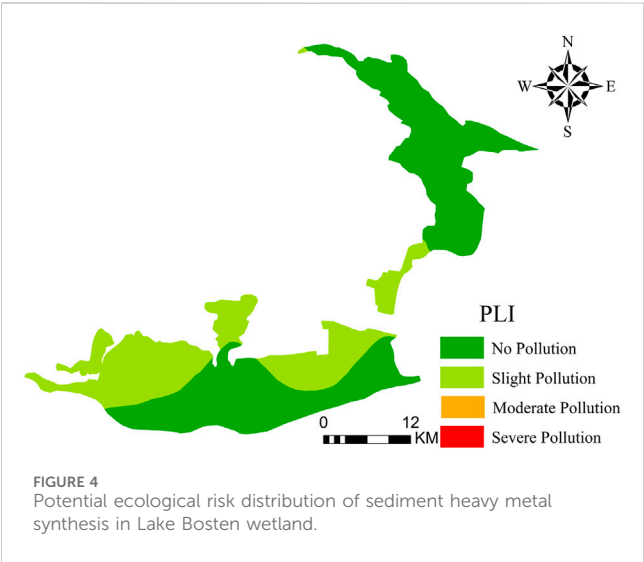 N
W E
S
PLI
No Pollution
Slight Pollution
Moderate Pollution
Severe Pollution
0 12
KM
FIGURE 4
Potential ecological risk distribution of sediment heavy metal
synthesis in Lake Bosten wetland.